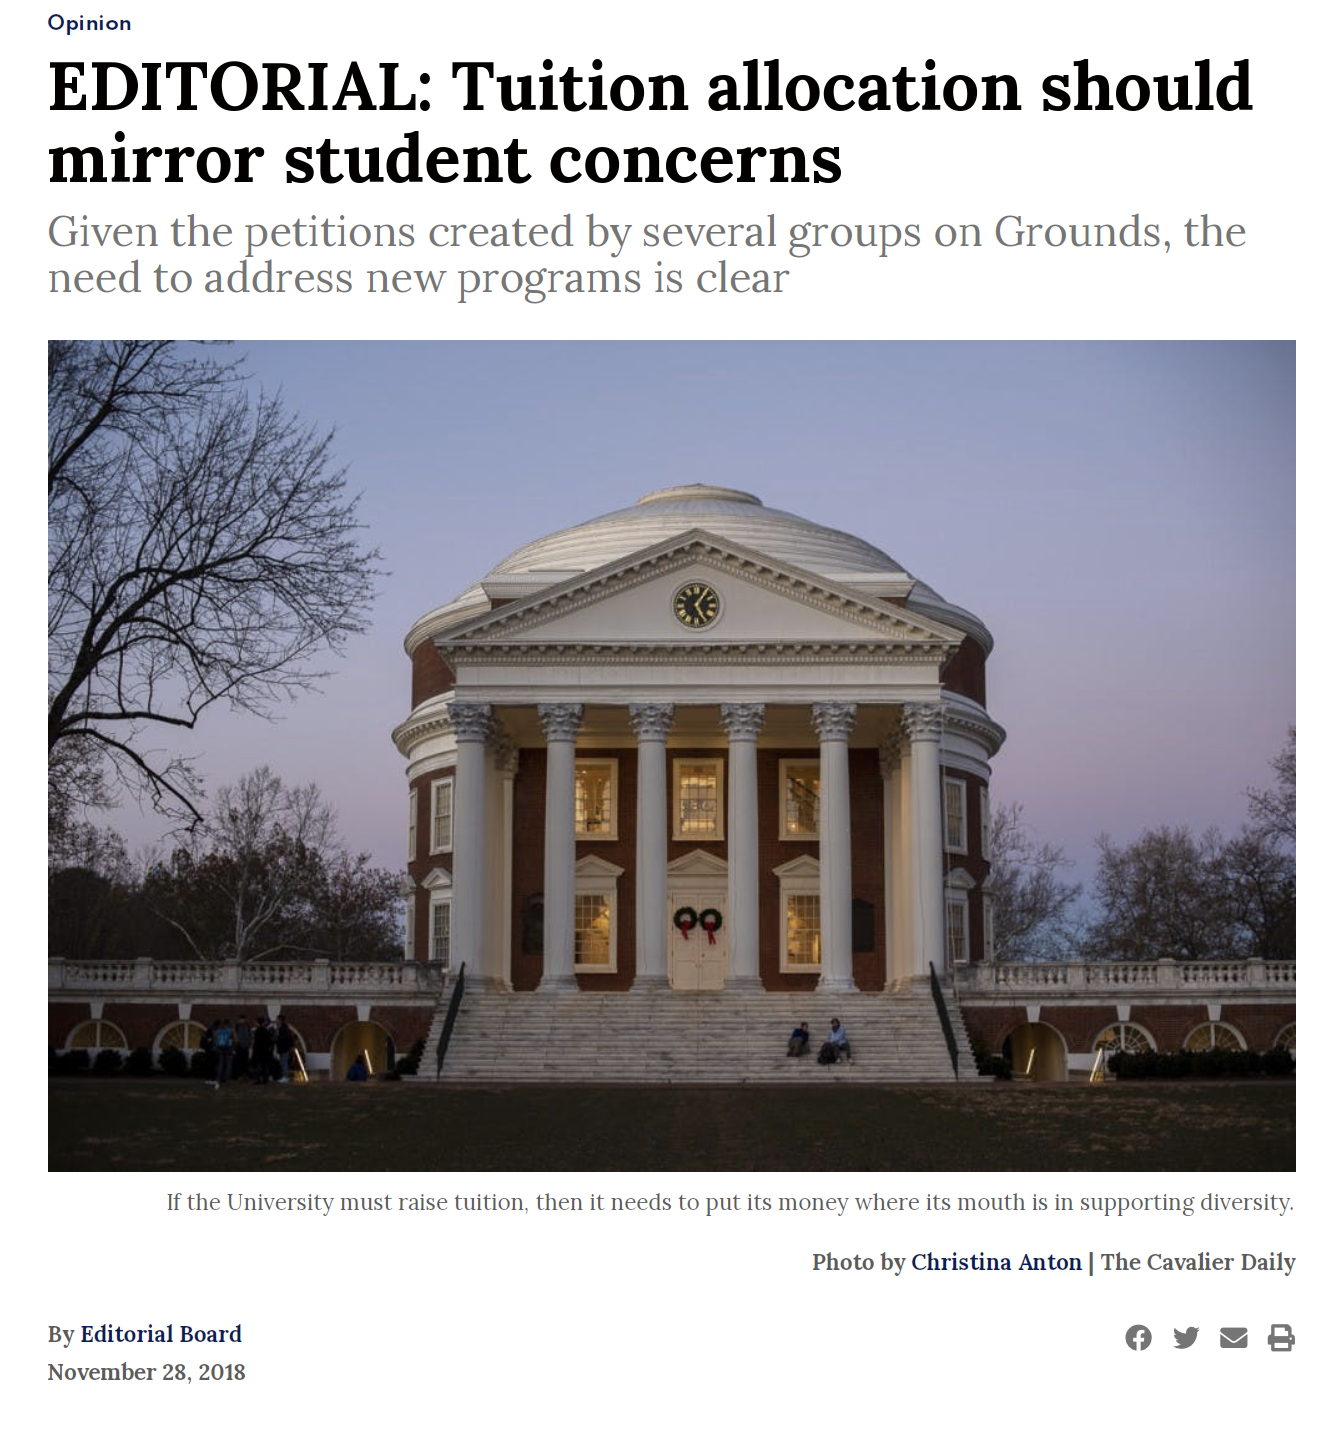 Opinion
EDITORIAL: Tuition allocation should
mirror student concerns
Given the petitions created by several groups on Grounds, the
need to address new programs is clear
If the University must raise tuition, then it needs to put its money where its mouth is in supporting diversity.
Photo by Christina Anton | The Cavalier Daily
By Editorial Board
November 28, 2018